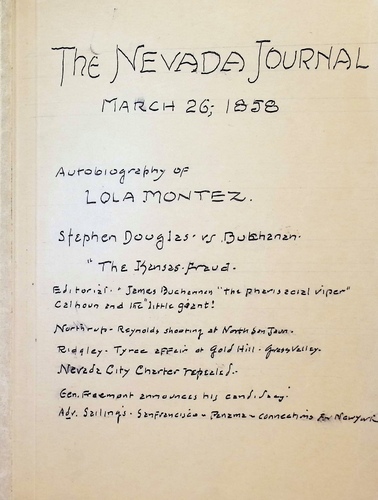 The NEVADA JOURNAL
MARCH 26; 1858
Autobiography of
LOLA MONTEZ.
Stephen Douglas. vs. Buchanan.
"The Kansas-fraud.
Editorial. " James Buchannon "the pharisacial viper"
Calhoun and the "little geant!
Northrup - Reynolds shooting at North San Juan.
Ridgley - Tyree affair at Gold Hill - Grass Valley.
Nevada City Charter repealed.
Gen. Freemont announces his candidacy
Adv. Sailings - San Francisco - Panama - connections for New York